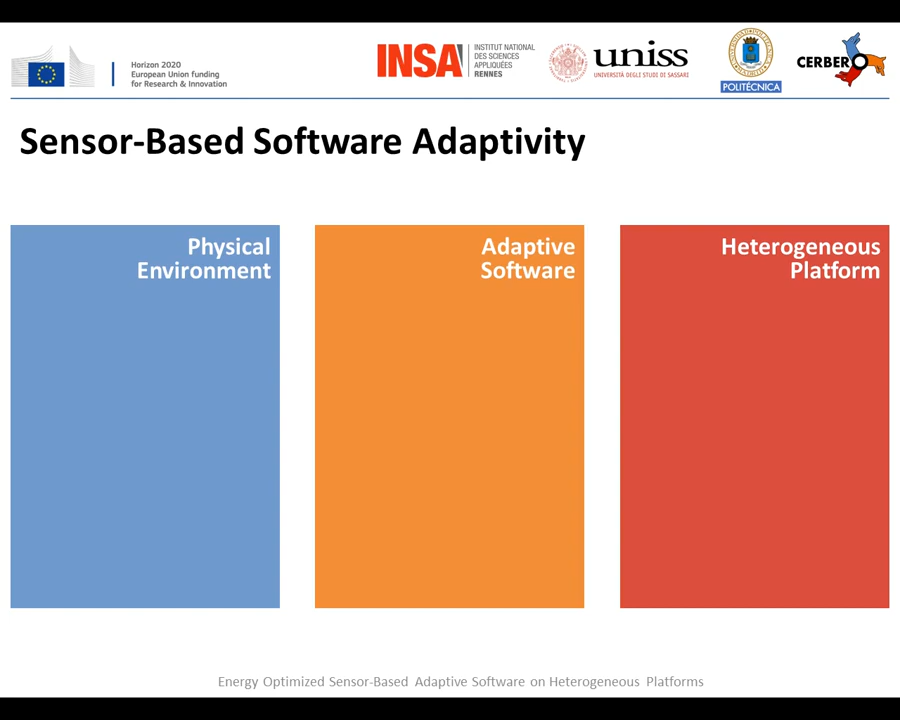 Horizon 2020
European Union funding
for Research & Innovation
INSA
INSTITUT NATIONAL
DES SCIENCES
APPLIQUÉES
RENNES
uniss
UNIVERSITÀ DEGLI STUDI DI SASSARI
POLITÉCNICA
CERBERO
Sensor-Based Software Adaptivity
Physical
Environment
Adaptive
Software
Heterogeneous
Platform
Energy Optimized Sensor-Based Adaptive Software on Heterogeneous Platforms